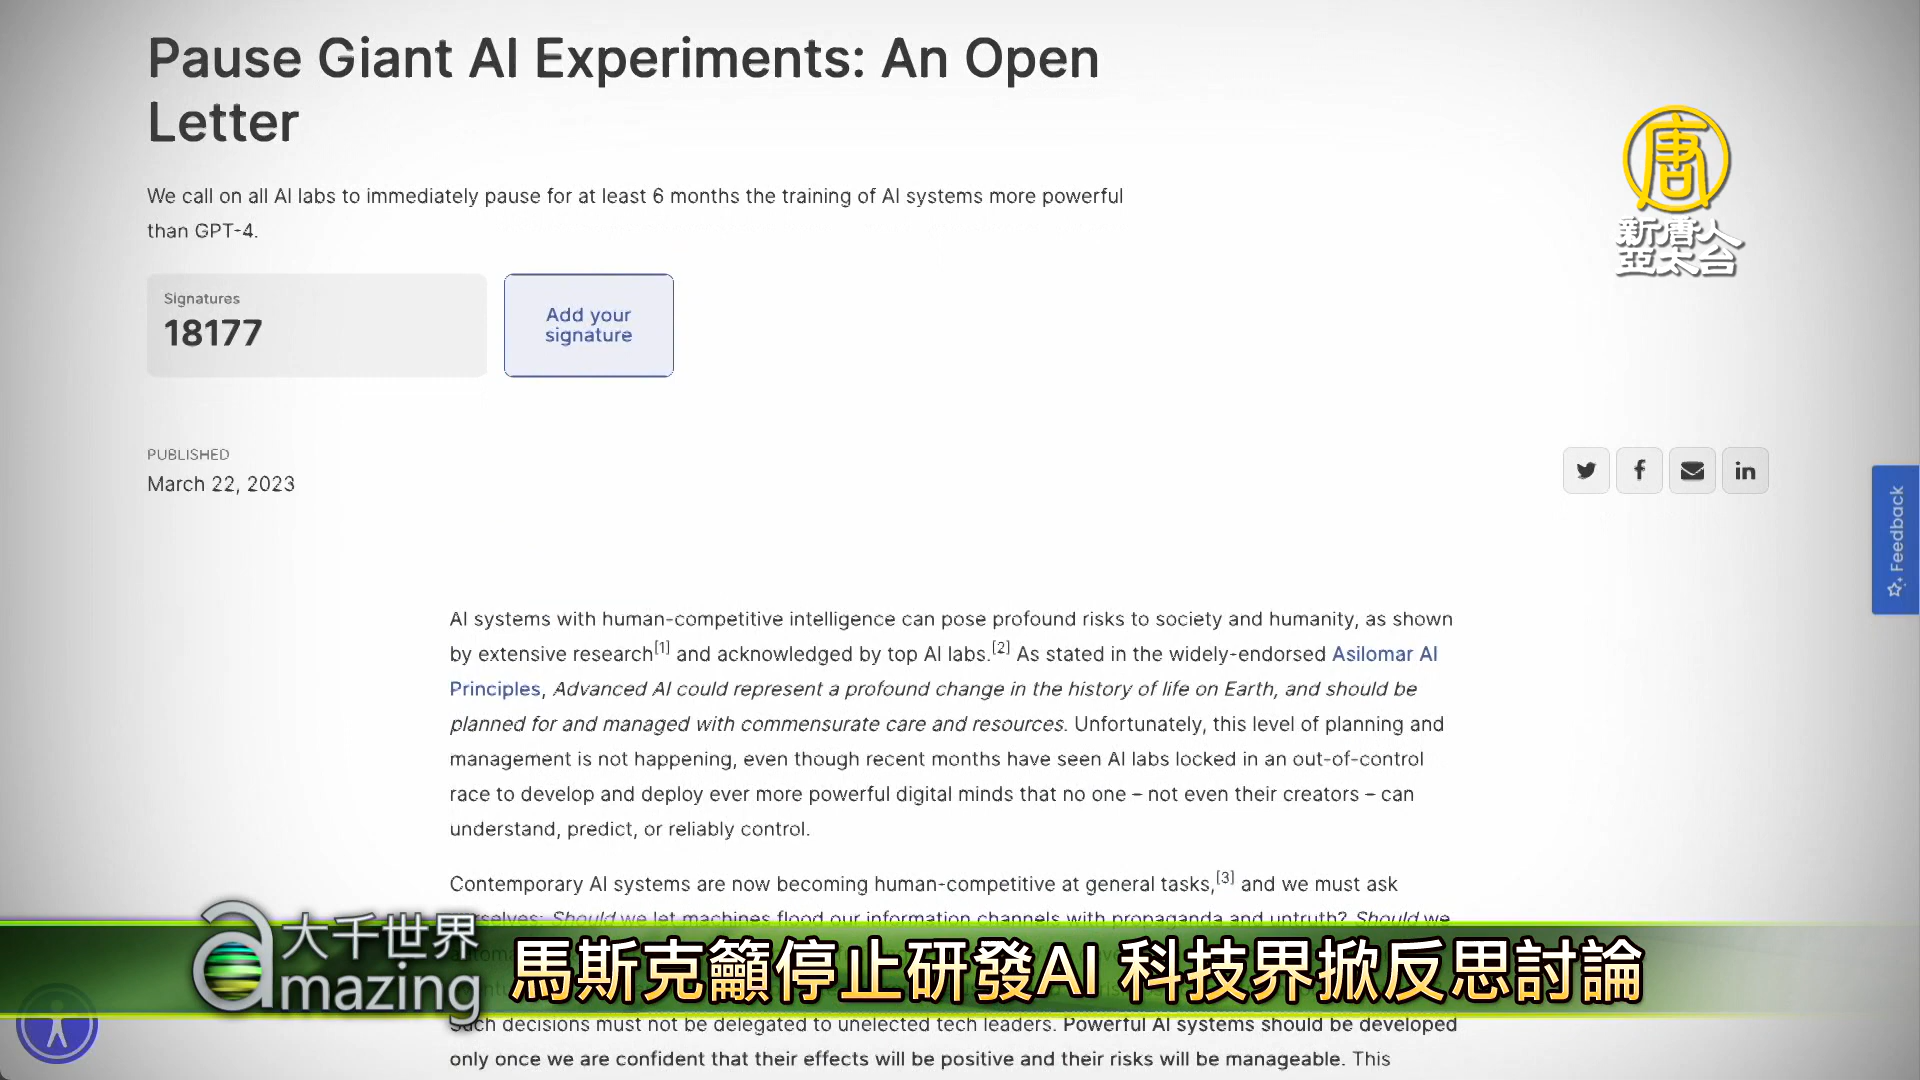 Pause Giant AI Experiments: An Open
Letter
We call on all AI labs to immediately pause for at least 6 months the training of AI systems more powerful
than GPT-4.
Signatures
18177
Add your
signature
PUBLISHED
March 22, 2023
唐
新唐人
亞太台
Feedback
AI systems with human-competitive intelligence can pose profound risks to society and humanity, as shown
by extensive research[1] and acknowledged by top AI labs.[2] As stated in the widely-endorsed Asilomar AI
Principles, Advanced AI could represent a profound change in the history of life on Earth, and should be
planned for and managed with commensurate care and resources. Unfortunately, this level of planning and
management is not happening, even though recent months have seen AI labs locked in an out-of-control
race to develop and deploy ever more powerful digital minds that no one – not even their creators – can
understand, predict, or reliably control.
Contemporary AI systems are now becoming human-competitive at general tasks,[3] and we must ask
Should we let machines flood our information channels with propaganda and untruth? Should we
大千世界
amazing
馬斯克籲停止研發AI 科技界掀反思討論
Such decisions must not be delegated to unelected tech leaders. Powerful AI systems should be developed
only once we are confident that their effects will be positive and their risks will be manageable. This